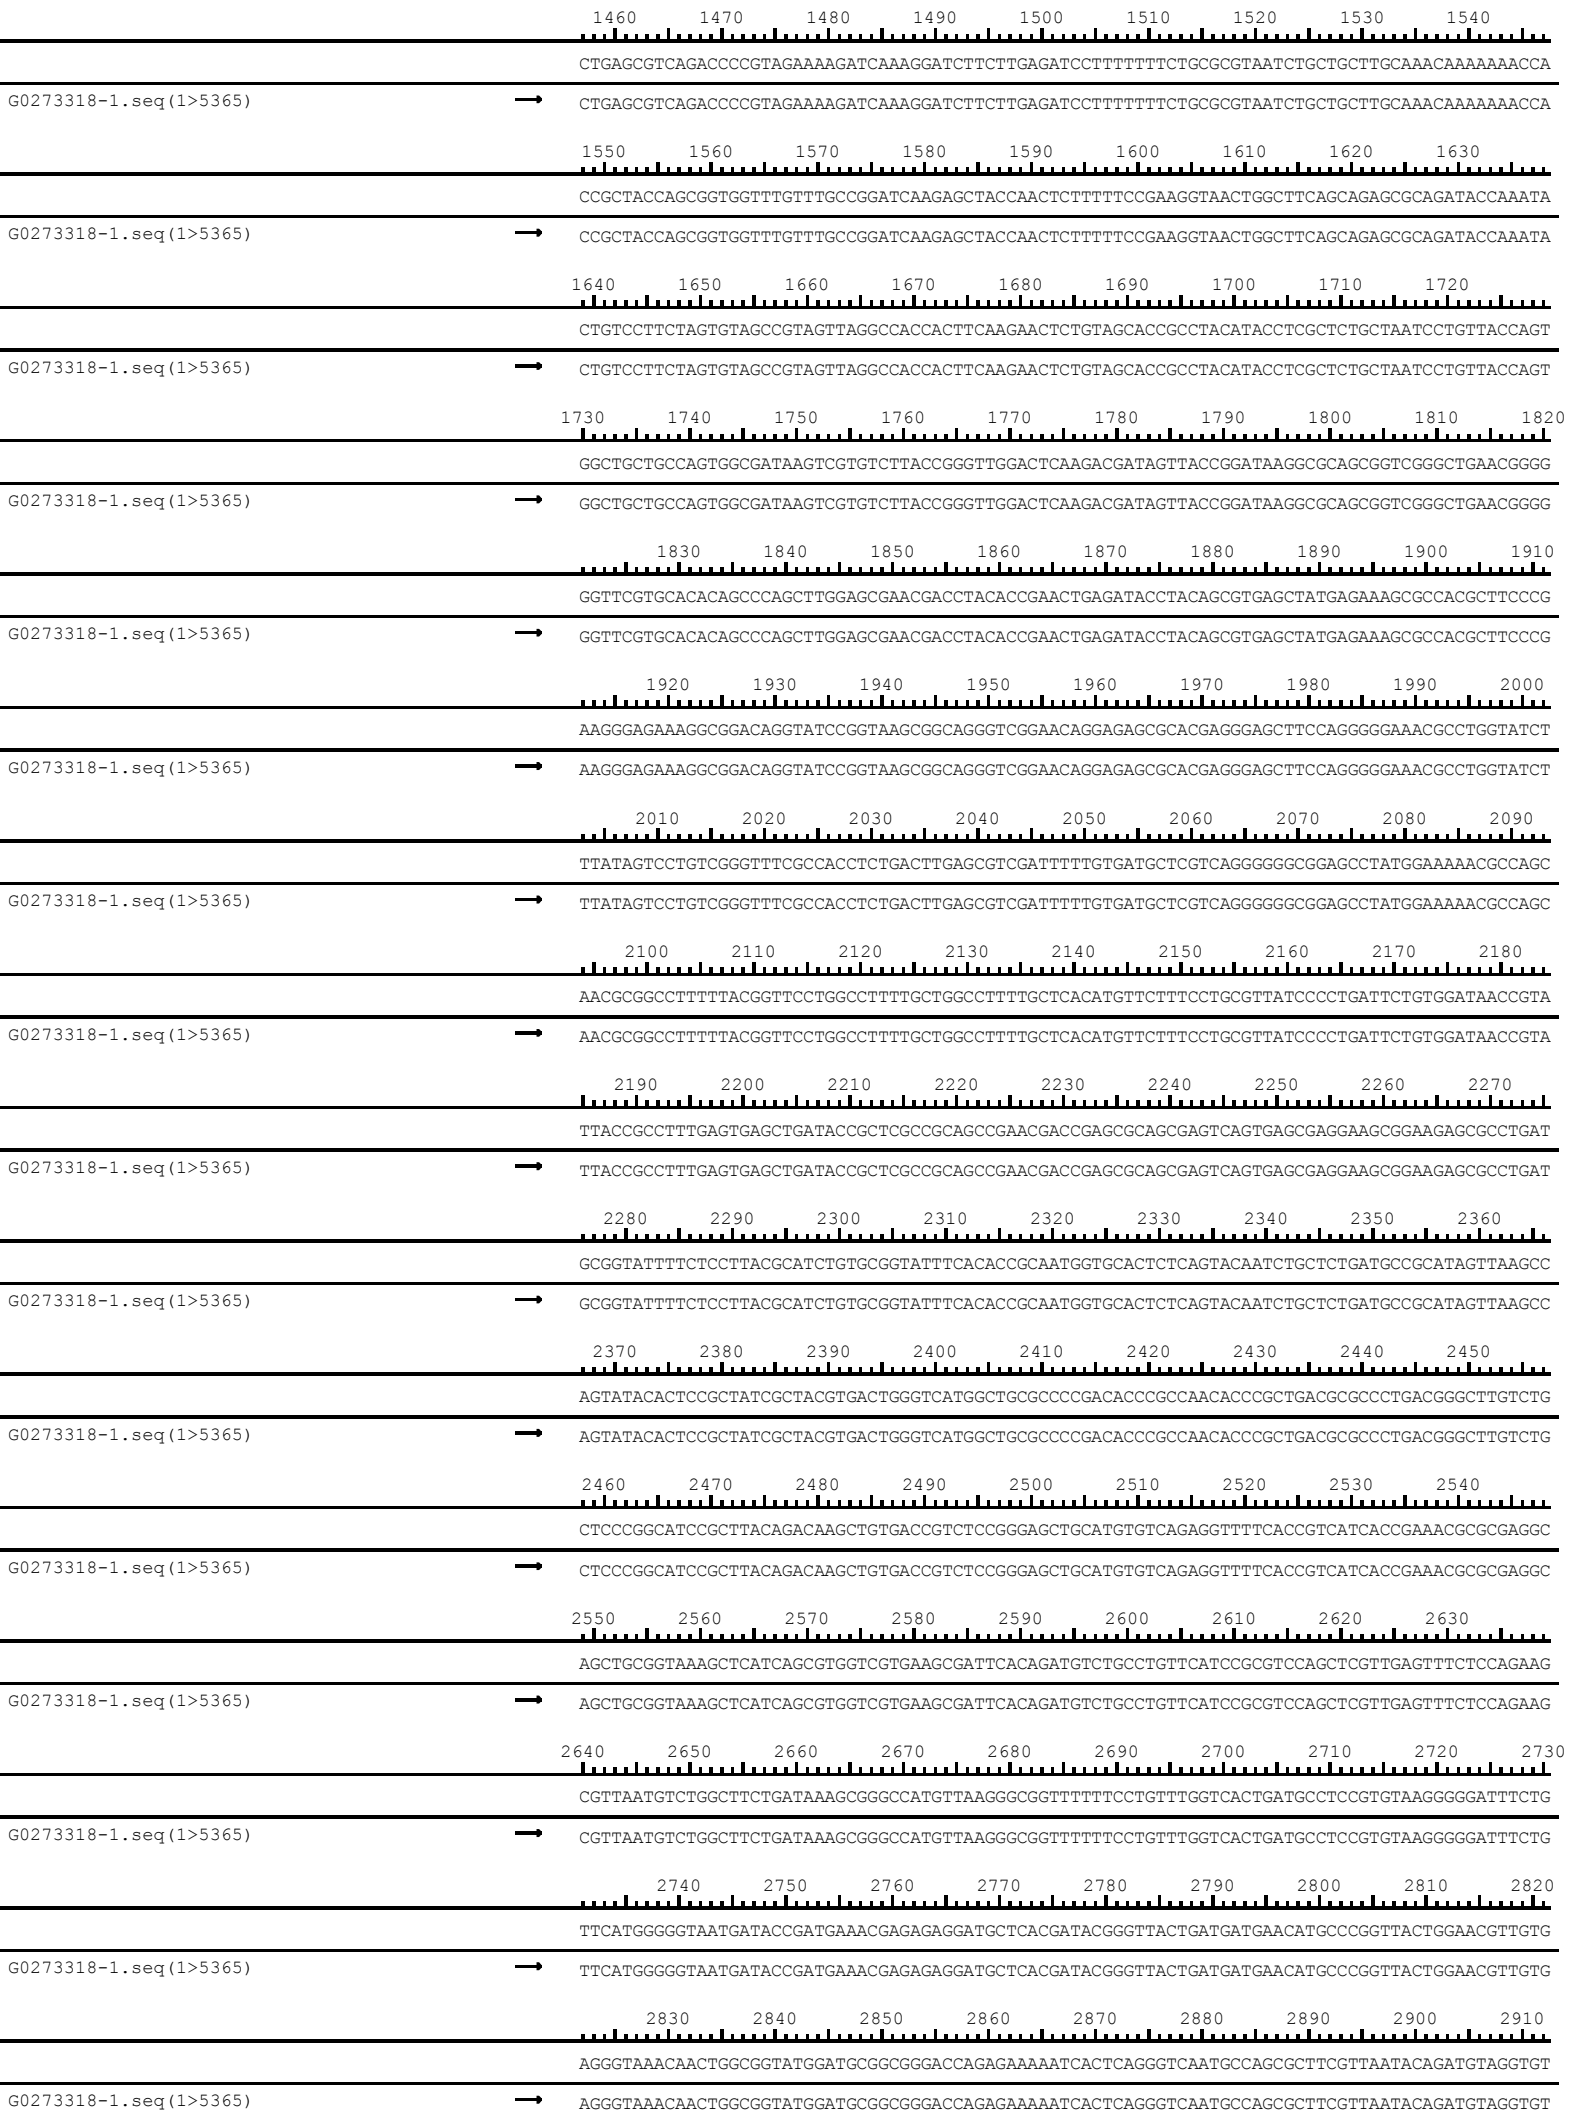 1460 1470 1480 1490 1500 1510 1520 1530 1540
CTGAGCGTCAGACCCCGTAGAAAAGATCAAAGGATCTTCTTGAGATCCTTTTTTTCTGCGCGTAATCTGCTGCTTGCAAACAAAAAAACCA
G0273318-1.seq(1>5365) → CTGAGCGTCAGACCCCGTAGAAAAGATCAAAGGATCTTCTTGAGATCCTTTTTTTCTGCGCGTAATCTGCTGCTTGCAAACAAAAAAACCA
1550 1560 1570 1580 1590 1600 1610 1620 1630
CCGCTACCAGCGGTGGTTTGTTTGCCGGATCAAGAGCTACCAACTCTTTTTCCGAAGGTAACTGGCTTCAGCAGAGCGCAGATACCAAATA
G0273318-1.seq(1>5365) → CCGCTACCAGCGGTGGTTTGTTTGCCGGATCAAGAGCTACCAACTCTTTTTCCGAAGGTAACTGGCTTCAGCAGAGCGCAGATACCAAATA
1640 1650 1660 1670 1680 1690 1700 1710 1720
CTGTCCTTCTAGTGTAGCCGTAGTTAGGCCACCACTTCAAGAACTCTGTAGCACCGCCTACATACCTCGCTCTGCTAATCCTGTTACCAGT
G0273318-1.seq(1>5365) → CTGTCCTTCTAGTGTAGCCGTAGTTAGGCCACCACTTCAAGAACTCTGTAGCACCGCCTACATACCTCGCTCTGCTAATCCTGTTACCAGT
1730 1740 1750 1760 1770 1780 1790 1800 1810 1820
GGCTGCTGCCAGTGGCGATAAGTCGTGTCTTACCGGGTTGGACTCAAGACGATAGTTACCGGATAAGGCGCAGCGGTCGGGCTGAACGGGG
G0273318-1.seq(1>5365) → GGCTGCTGCCAGTGGCGATAAGTCGTGTCTTACCGGGTTGGACTCAAGACGATAGTTACCGGATAAGGCGCAGCGGTCGGGCTGAACGGGG
1830 1840 1850 1860 1870 1880 1890 1900 1910
GGTTCGTGCACACAGCCCAGCTTGGAGCGAACGACCTACACCGAACTGAGATACCTACAGCGTGAGCTATGAGAAAGCGCCACGCTTCCCG
G0273318-1.seq(1>5365) → GGTTCGTGCACACAGCCCAGCTTGGAGCGAACGACCTACACCGAACTGAGATACCTACAGCGTGAGCTATGAGAAAGCGCCACGCTTCCCG
1920 1930 1940 1950 1960 1970 1980 1990 2000
AAGGGAGAAAGGCGGACAGGTATCCGGTAAGCGGCAGGGTCGGAACAGGAGAGCGCACGAGGGAGCTTCCAGGGGGAAACGCCTGGTATCT
G0273318-1.seq(1>5365) → AAGGGAGAAAGGCGGACAGGTATCCGGTAAGCGGCAGGGTCGGAACAGGAGAGCGCACGAGGGAGCTTCCAGGGGGAAACGCCTGGTATCT
2010 2020 2030 2040 2050 2060 2070 2080 2090
TTATAGTCCTGTCGGGTTTCGCCACCTCTGACTTGAGCGTCGATTTTTGTGATGCTCGTCAGGGGGGCGGAGCCTATGGAAAAACGCCAGC
G0273318-1.seq(1>5365) → TTATAGTCCTGTCGGGTTTCGCCACCTCTGACTTGAGCGTCGATTTTTGTGATGCTCGTCAGGGGGGCGGAGCCTATGGAAAAACGCCAGC
2100 2110 2120 2130 2140 2150 2160 2170 2180
AACGCGGCCTTTTTACGGTTCCTGGCCTTTTGCTGGCCTTTTGCTCACATGTTCTTTCCTGCGTTATCCCCTGATTCTGTGGATAACCGTA
G0273318-1.seq(1>5365) → AACGCGGCCTTTTTACGGTTCCTGGCCTTTTGCTGGCCTTTTGCTCACATGTTCTTTCCTGCGTTATCCCCTGATTCTGTGGATAACCGTA
2190 2200 2210 2220 2230 2240 2250 2260 2270
TTACCGCCTTTGAGTGAGCTGATACCGCTCGCCGCAGCCGAACGACCGAGCGCAGCGAGTCAGTGAGCGAGGAAGCGGAAGAGCGCCTGAT
G0273318-1.seq(1>5365) → TTACCGCCTTTGAGTGAGCTGATACCGCTCGCCGCAGCCGAACGACCGAGCGCAGCGAGTCAGTGAGCGAGGAAGCGGAAGAGCGCCTGAT
2280 2290 2300 2310 2320 2330 2340 2350 2360
GCGGTATTTTCTCCTTACGCATCTGTGCGGTATTTCACACCGCAATGGTGCACTCTCAGTACAATCTGCTCTGATGCCGCATAGTTAAGCC
G0273318-1.seq(1>5365) → GCGGTATTTTCTCCTTACGCATCTGTGCGGTATTTCACACCGCAATGGTGCACTCTCAGTACAATCTGCTCTGATGCCGCATAGTTAAGCC
2370 2380 2390 2400 2410 2420 2430 2440 2450
AGTATACACTCCGCTATCGCTACGTGACTGGGTCATGGCTGCGCCCCGACACCCGCCAACACCCGCTGACGCGCCCTGACGGGCTTGTCTG
G0273318-1.seq(1>5365) → AGTATACACTCCGCTATCGCTACGTGACTGGGTCATGGCTGCGCCCCGACACCCGCCAACACCCGCTGACGCGCCCTGACGGGCTTGTCTG
2460 2470 2480 2490 2500 2510 2520 2530 2540
CTCCCGGCATCCGCTTACAGACAAGCTGTGACCGTCTCCGGGAGCTGCATGTGTCAGAGGTTTTCACCGTCATCACCGAAACGCGCGAGGC
G0273318-1.seq(1>5365) → CTCCCGGCATCCGCTTACAGACAAGCTGTGACCGTCTCCGGGAGCTGCATGTGTCAGAGGTTTTCACCGTCATCACCGAAACGCGCGAGGC
2550 2560 2570 2580 2590 2600 2610 2620 2630
AGCTGCGGTAAAGCTCATCAGCGTGGTCGTGAAGCGATTCACAGATGTCTGCCTGTTCATCCGCGTCCAGCTCGTTGAGTTTCTCCAGAAG
G0273318-1.seq(1>5365) → AGCTGCGGTAAAGCTCATCAGCGTGGTCGTGAAGCGATTCACAGATGTCTGCCTGTTCATCCGCGTCCAGCTCGTTGAGTTTCTCCAGAAG
2640 2650 2660 2670 2680 2690 2700 2710 2720 2730
CGTTAATGTCTGGCTTCTGATAAAGCGGGCCATGTTAAGGGCGGTTTTTTCCTGTTTGGTCACTGATGCCTCCGTGTAAGGGGGATTTCTG
G0273318-1.seq(1>5365) → CGTTAATGTCTGGCTTCTGATAAAGCGGGCCATGTTAAGGGCGGTTTTTTCCTGTTTGGTCACTGATGCCTCCGTGTAAGGGGGATTTCTG
2740 2750 2760 2770 2780 2790 2800 2810 2820
TTCATGGGGGTAATGATACCGATGAAACGAGAGAGGATGCTCACGATACGGGTTACTGATGATGAACATGCCCGGTTACTGGAACGTTGTG
G0273318-1.seq(1>5365) → TTCATGGGGGTAATGATACCGATGAAACGAGAGAGGATGCTCACGATACGGGTTACTGATGATGAACATGCCCGGTTACTGGAACGTTGTG
2830 2840 2850 2860 2870 2880 2890 2900 2910
AGGGTAAACAACTGGCGGTATGGATGCGGCGGGACCAGAGAAAAATCACTCAGGGTCAATGCCAGCGCTTCGTTAATACAGATGTAGGTGT
G0273318-1.seq(1>5365) → AGGGTAAACAACTGGCGGTATGGATGCGGCGGGACCAGAGAAAAATCACTCAGGGTCAATGCCAGCGCTTCGTTAATACAGATGTAGGTGT